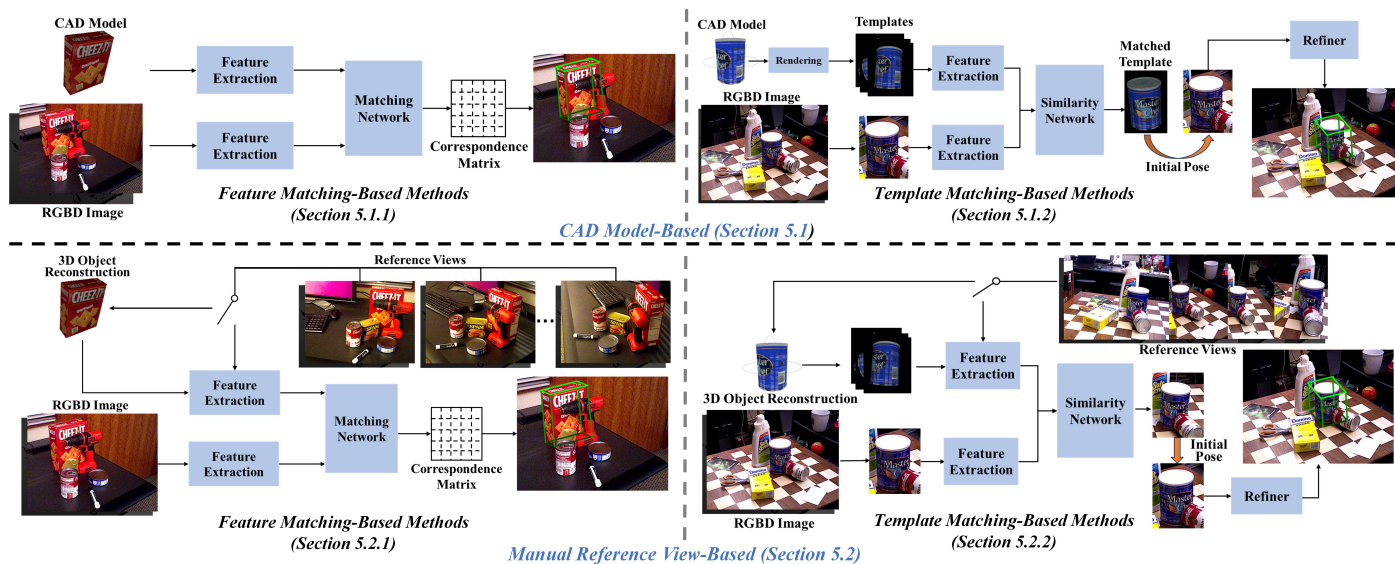 CAD Model
CHEEZ-IT
RGBD Image
Feature
Extraction
Feature
Extraction
Matching
Network
Correspondence
Matrix
Feature Matching-Based Methods
(Section 5.1.1)
CAD Model
Rendering
Templates
RGBD Image
Feature
Extraction
Feature
Extraction
Similarity
Network
Matched
Template
Initial Pose
Refiner
Template Matching-Based Methods
(Section 5.1.2)
CAD Model-Based (Section 5.1)
3D Object
Reconstruction
CHEEZ-IT
Reference Views
...
RGBD Image
Feature
Extraction
Feature
Extraction
Matching
Network
Correspondence
Matrix
Feature Matching-Based Methods
(Section 5.2.1)
Reference Views
3D Object Reconstruction
RGBD Image
Feature
Extraction
Feature
Extraction
Similarity
Network
Initial
Pose
Refiner
Template Matching-Based Methods
(Section 5.2.2)
Manual Reference View-Based (Section 5.2)